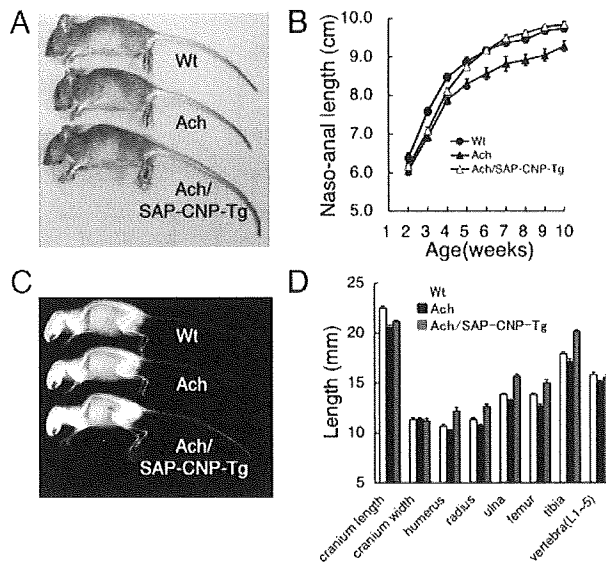 A
Wt
Ach
Ach/
SAP-CNP-Tg
B
Naso-anal length (cm)
10.0
9.0
8.0
7.0
6.0
5.0
Wt
Ach
Ach/SAP-CNP-Tg
1 2 3 4 5 6 7 8 9 10
Age(weeks)
C
Wt
Ach
Ach/
SAP-CNP-Tg
D
Length (mm)
25
20
15
10
5
Wt
Ach
Ach/SAP-CNP-Tg
cranium length
cranium width
humerus
radius
ulna
femur
tibia
vertebra(L1~5)